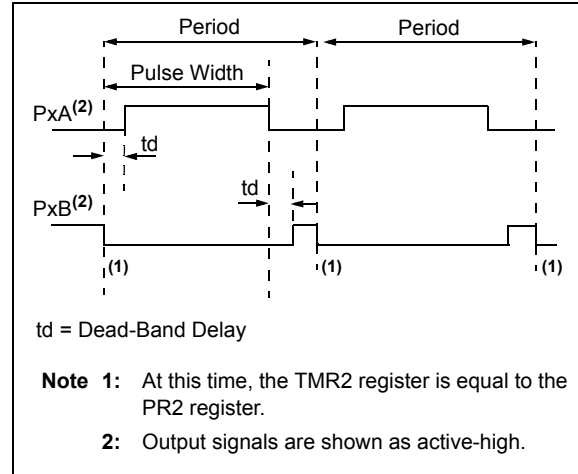 Period Period
Pulse Width
PxA(2)
td
td
PxB(2)
(1) (1) (1)
td = Dead-Band Delay
Note 1: At this time, the TMR2 register is equal to the
PR2 register.
2: Output signals are shown as active-high.